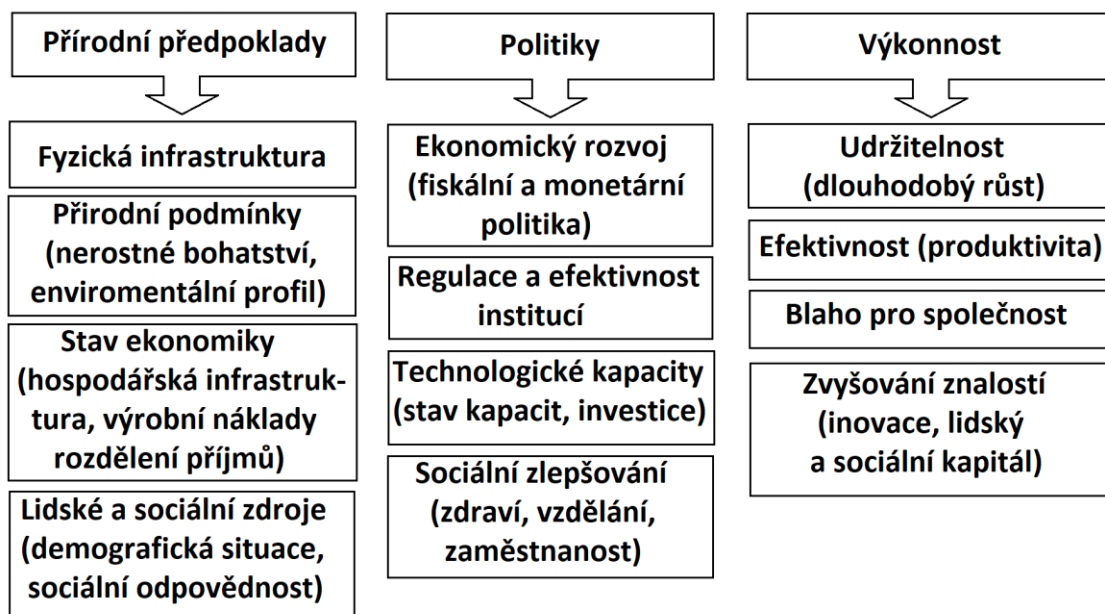 Přírodní předpoklady
Fyzická infrastruktura
Přirodní podmínky
(nerostné bohatství,
enviromentální profil)
Stav ekonomiky
(hospodářská infrastruk-
tura, výrobní náklady
rozdělení příjmů)
Lidské a sociální zdroje
(demografická situace,
sociální odpovědnost)
Politiky
Ekonomický rozvoj
(fiskální a monetární
politika)
Regulace a efektivnost
institucí
Technologické kapacity
(stav kapacit, investice)
Sociální zlepšování
(zdraví, vzdělání,
zaměstnanost)
Výkonnost
Udržitelnost
(dlouhodobý růst)
Efektivnost (produktivita)
Blaho pro společnost
Zvyšování znalostí
(inovace, lidský
a sociální kapitál)